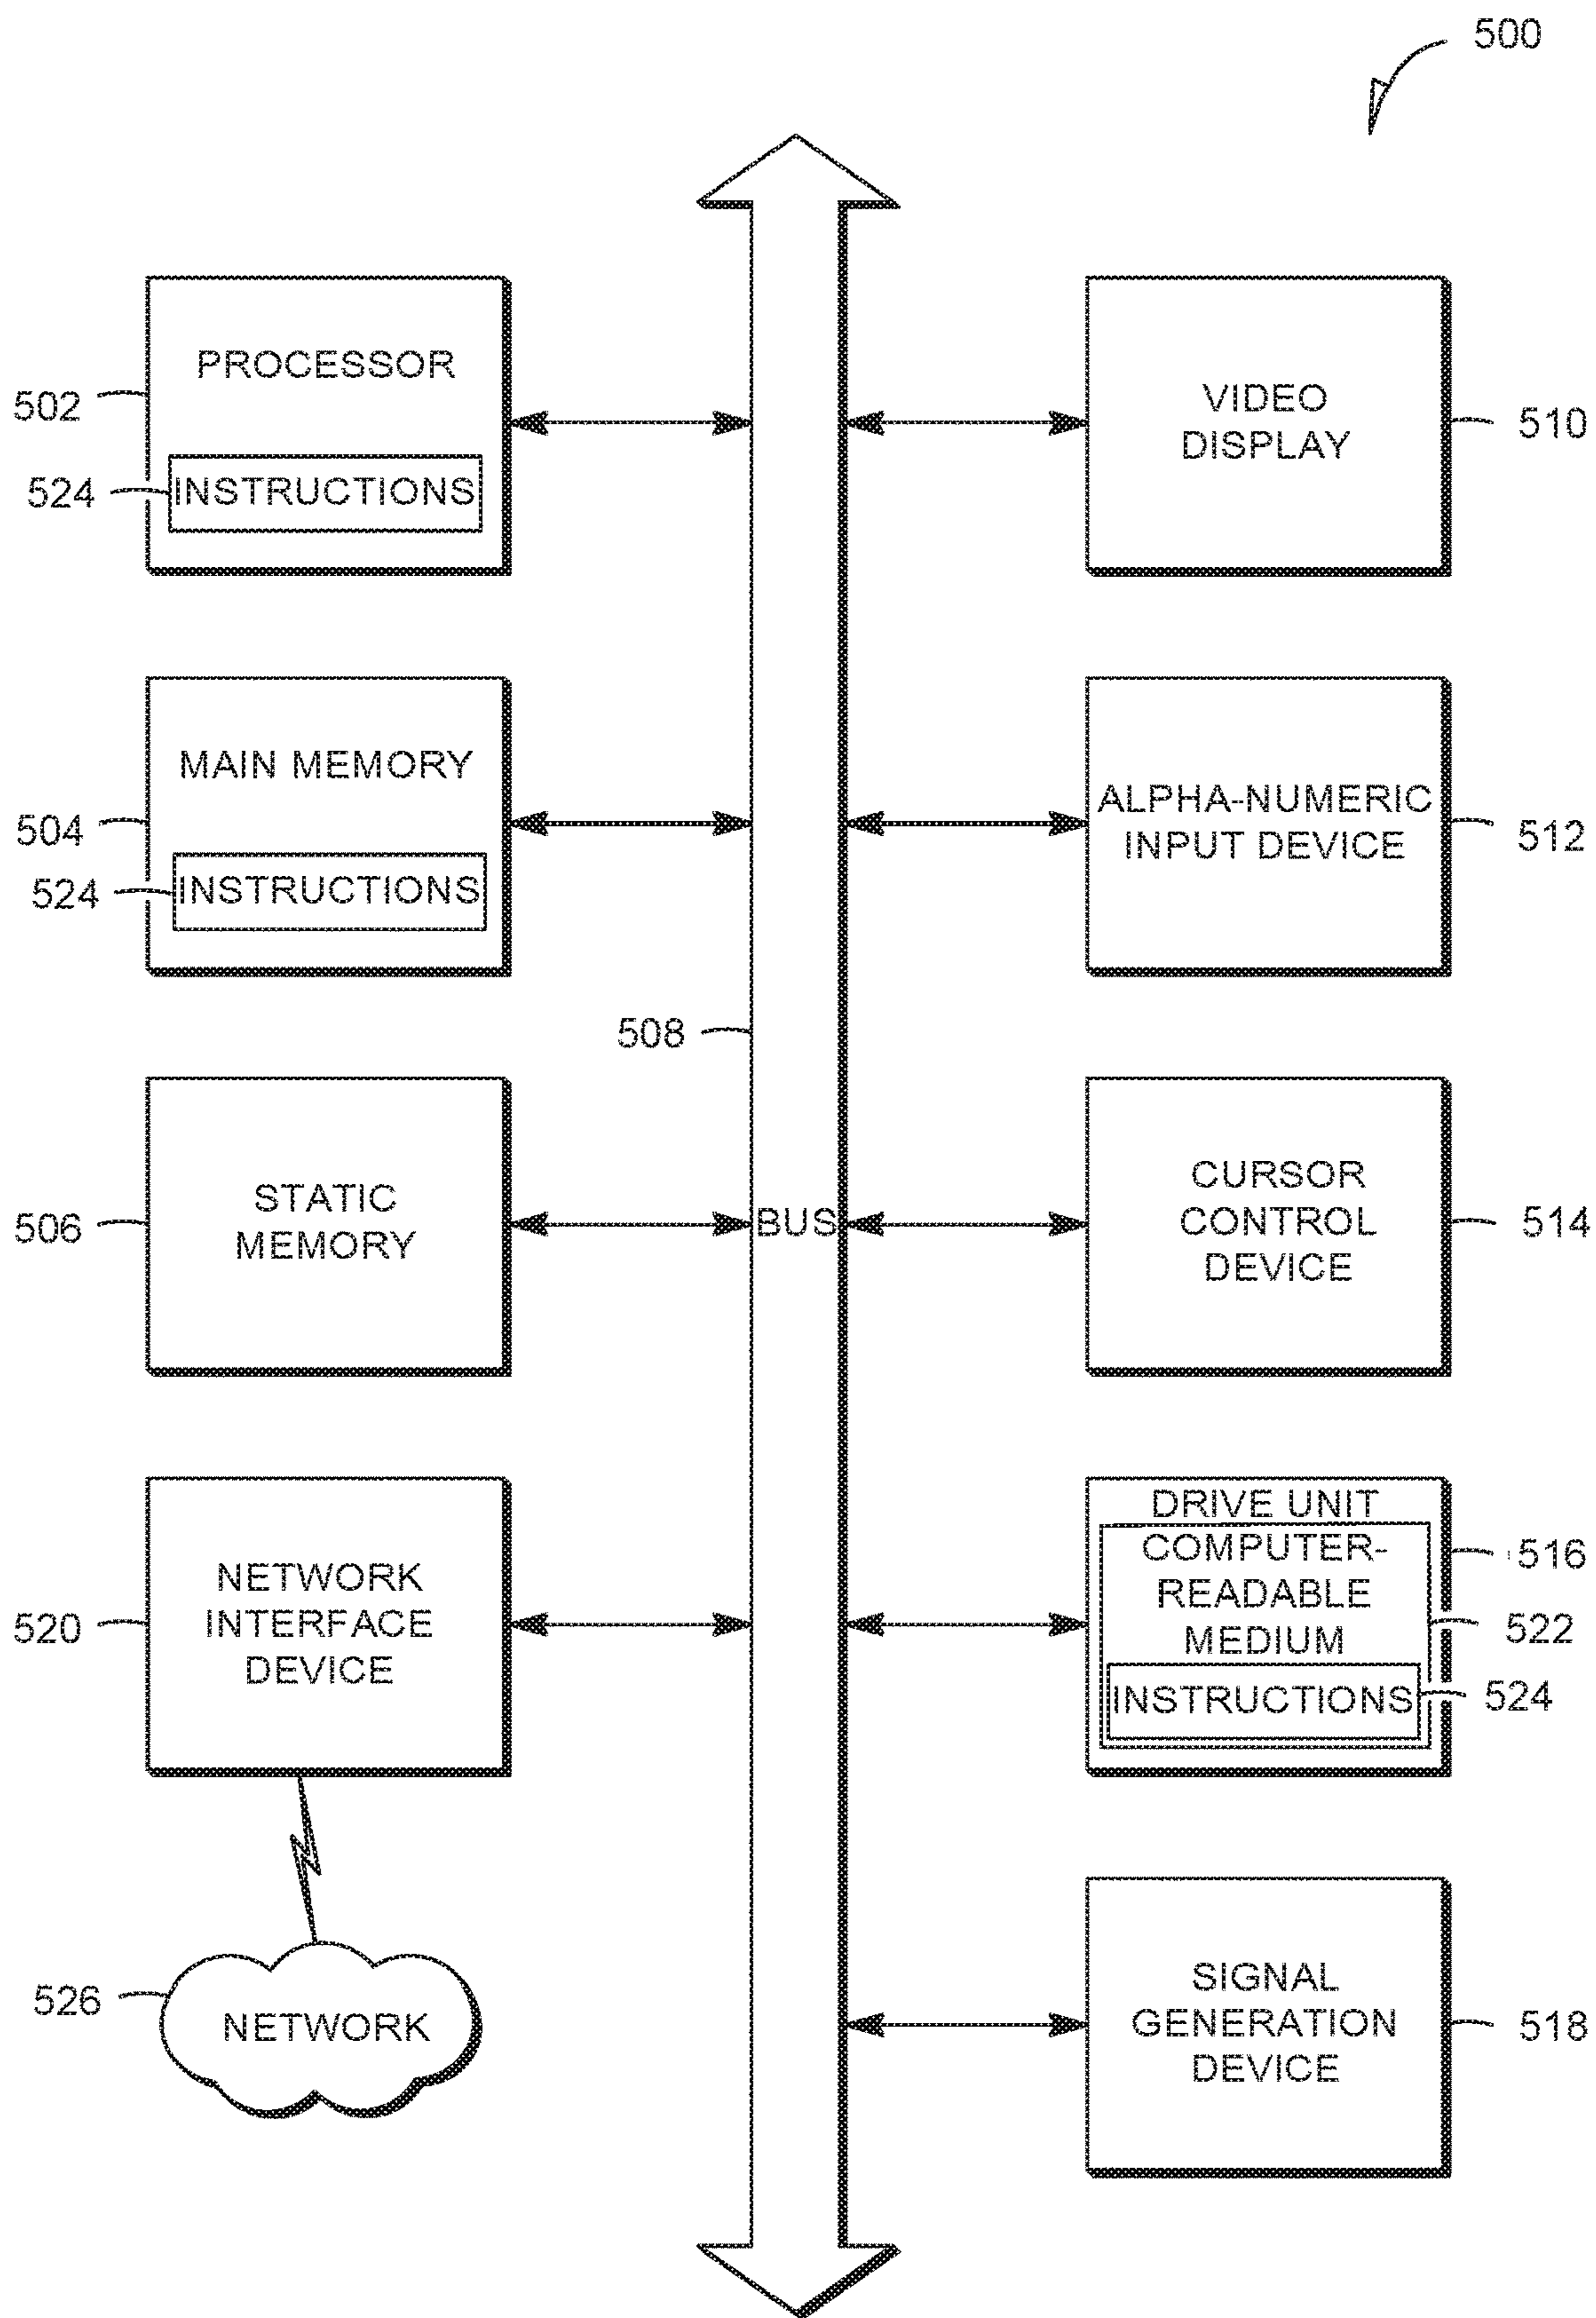 500
PROCESSOR
502
524
INSTRUCTIONS
VIDEO
DISPLAY
510
MAIN MEMORY
504
524
INSTRUCTIONS
ALPHA-NUMERIC
INPUT DEVICE
512
508
STATIC
MEMORY
506
BUS
CURSOR
CONTROL
DEVICE
514
NETWORK
INTERFACE
DEVICE
520
DRIVE UNIT
COMPUTER-
READABLE
MEDIUM
INSTRUCTIONS
516
522
524
526
NETWORK
SIGNAL
GENERATION
DEVICE
518